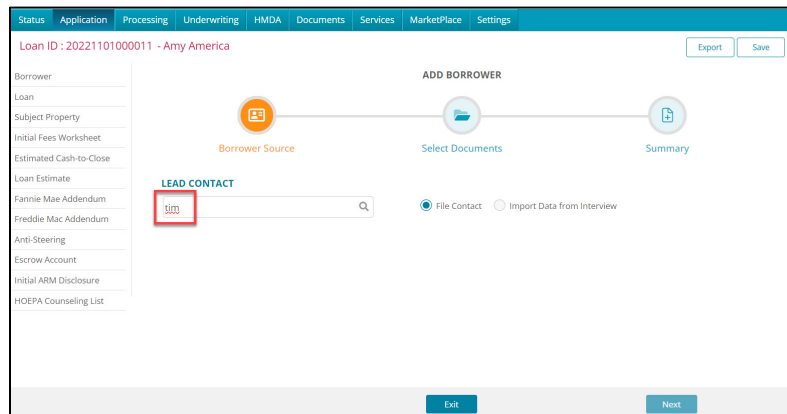 Status Application Processing Underwriting HMDA Documents Services MarketPlace Settings
Loan ID : 20221101000011 - Amy America
Export Save
Borrower
Loan
Subject Property
Initial Fees Worksheet
Estimated Cash-to-Close
Loan Estimate
Fannie Mae Addendum
Freddie Mac Addendum
Anti-Steering
Escrow Account
Initial ARM Disclosure
HOEPA Counseling List
ADD BORROWER
Borrower Source Select Documents Summary
LEAD CONTACT
tim
File Contact Import Data from Interview
Exit Next